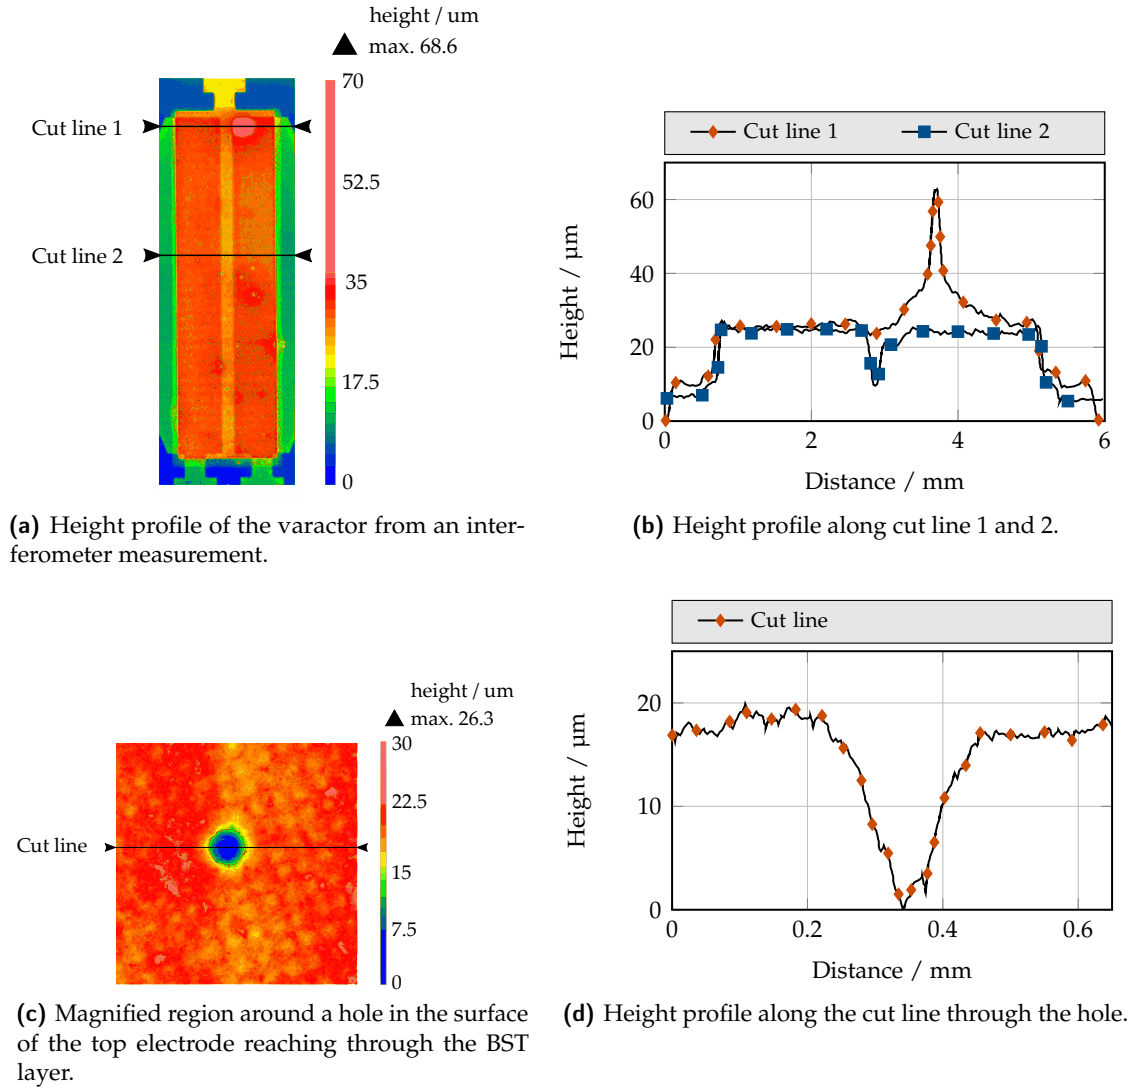 height / um
max. 68.6
70
52.5
35
17.5
0
Cut line 1
Cut line 2
(a) Height profile of the varactor from an inter-
ferometer measurement.
Cut line 1 Cut line 2
Height / µm
60
40
20
0
0 2 4 6
Distance / mm
(b) Height profile along cut line 1 and 2.
height / um
max. 26.3
30
22.5
15
7.5
0
Cut line
(c) Magnified region around a hole in the surface
of the top electrode reaching through the BST
layer.
Cut line
Height / µm
20
10
0
0 0.2 0.4 0.6
Distance / mm
(d) Height profile along the cut line through the hole.